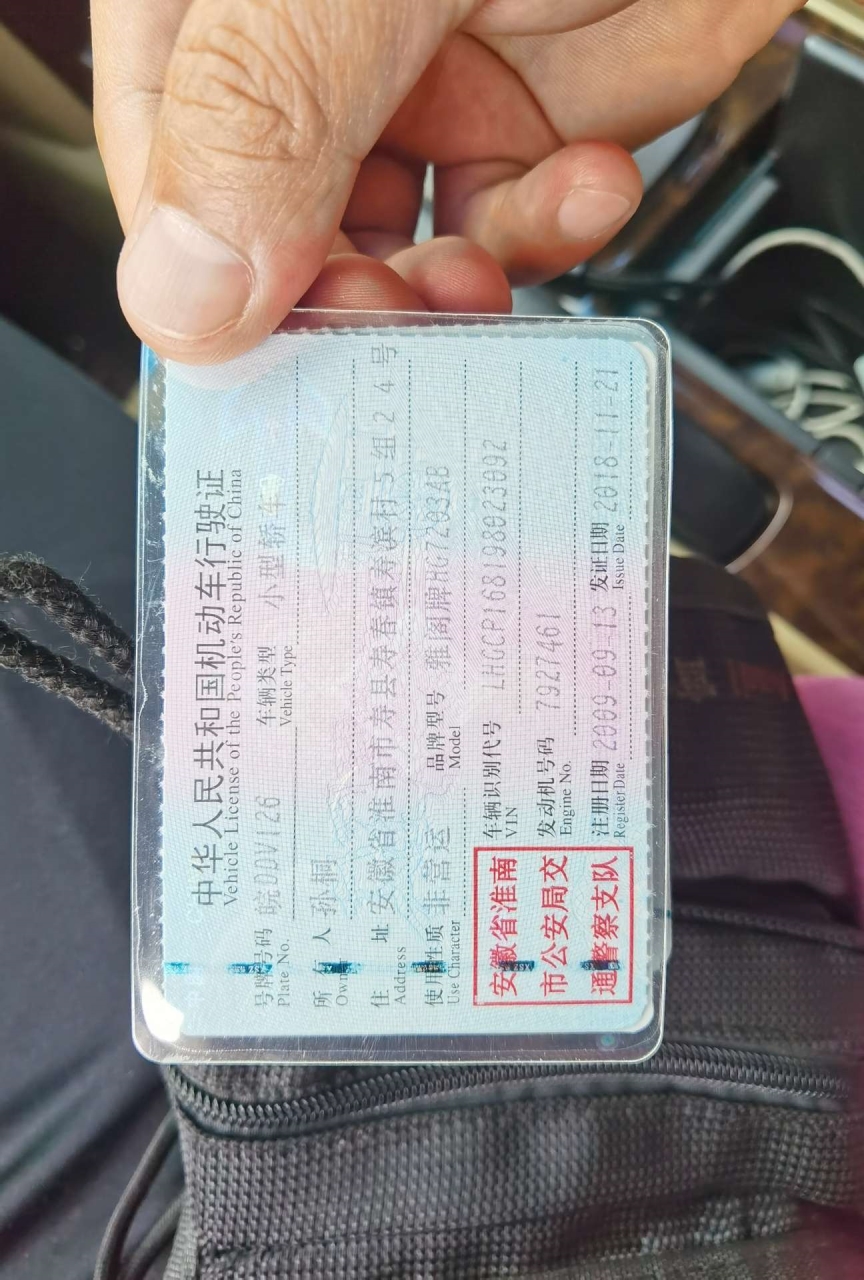 中华人民共和国机动车行驶证
Vehicle License of the People's Republic of China
号牌号码 皖DDV126 车辆类型 小型轿车
Plate No. Vehicle Type
所有人 孙桐
Owner
住址 安徽省淮南市寿县寿春镇寿滨村5组24号
Address
使用性质 非营运 品牌型号 雅阁牌HG7203AB
Use Character Model
安徽省淮南
市公安局交
通警察支队
车辆识别代号 LHGCP168198023092
VIN
发动机号码 7927461
Engine No.
注册日期 2009-09-13 发证日期 2018-11-21
Register Date Issue Date